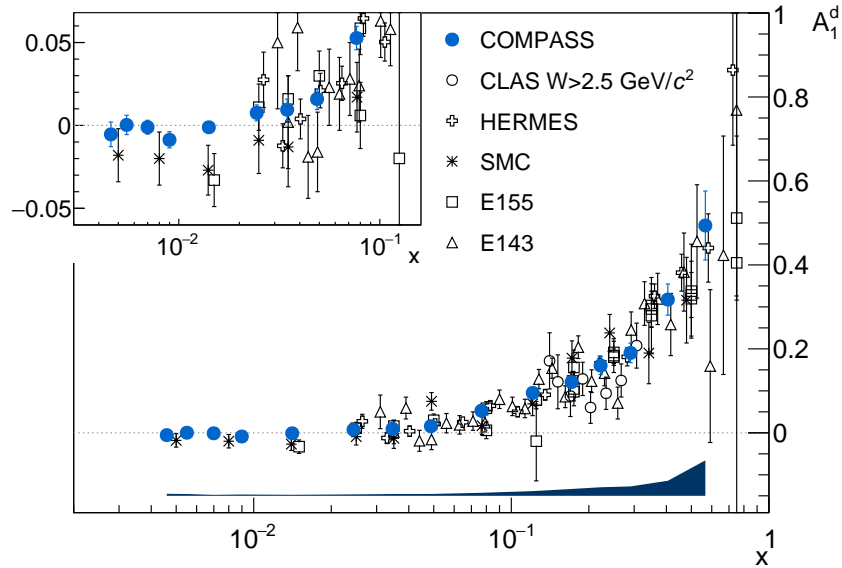 0.05
0
−0.05
10⁻²
10⁻¹
x
COMPASS
CLAS W>2.5 GeV/c²
HERMES
SMC
E155
E143
1
A₁ᵈ
0.8
0.6
0.4
0.2
0
10⁻²
10⁻¹
1
x